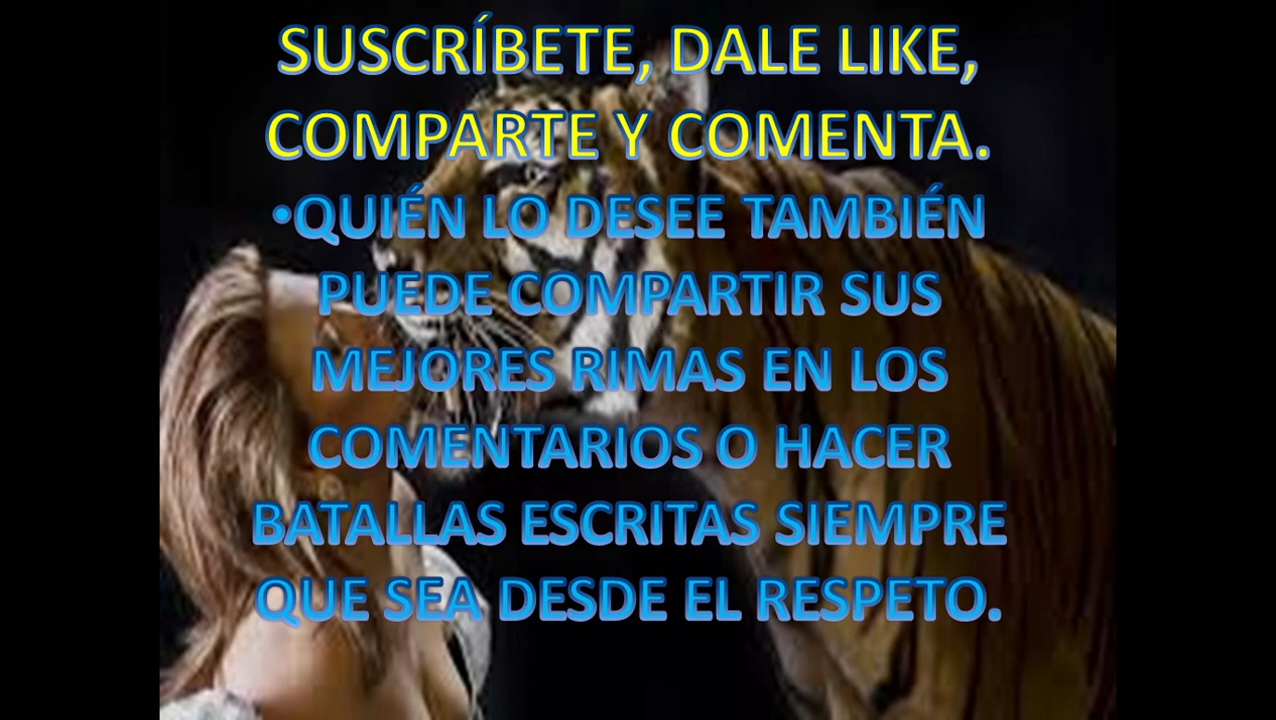 SUSCRÍBETE, DALE LIKE,
COMPARTE Y COMENTA.
•QUIÉN LO DESEE TAMBIÉN
PUEDE COMPARTIR SUS
MEJORES RIMAS EN LOS
COMENTARIOS O HACER
BATALLAS ESCRITAS SIEMPRE
QUE SEA DESDE EL RESPETO.